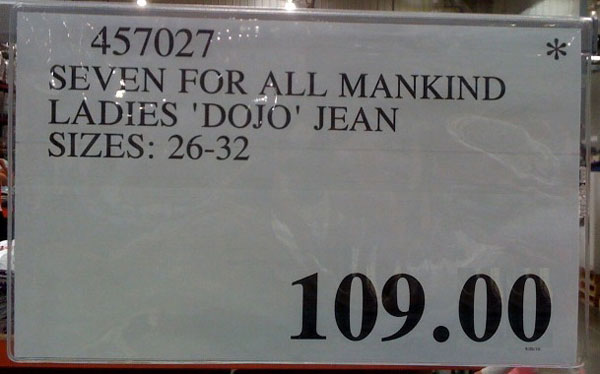 457027 *
SEVEN FOR ALL MANKIND
LADIES 'DOJO' JEAN
SIZES: 26-32
109.00